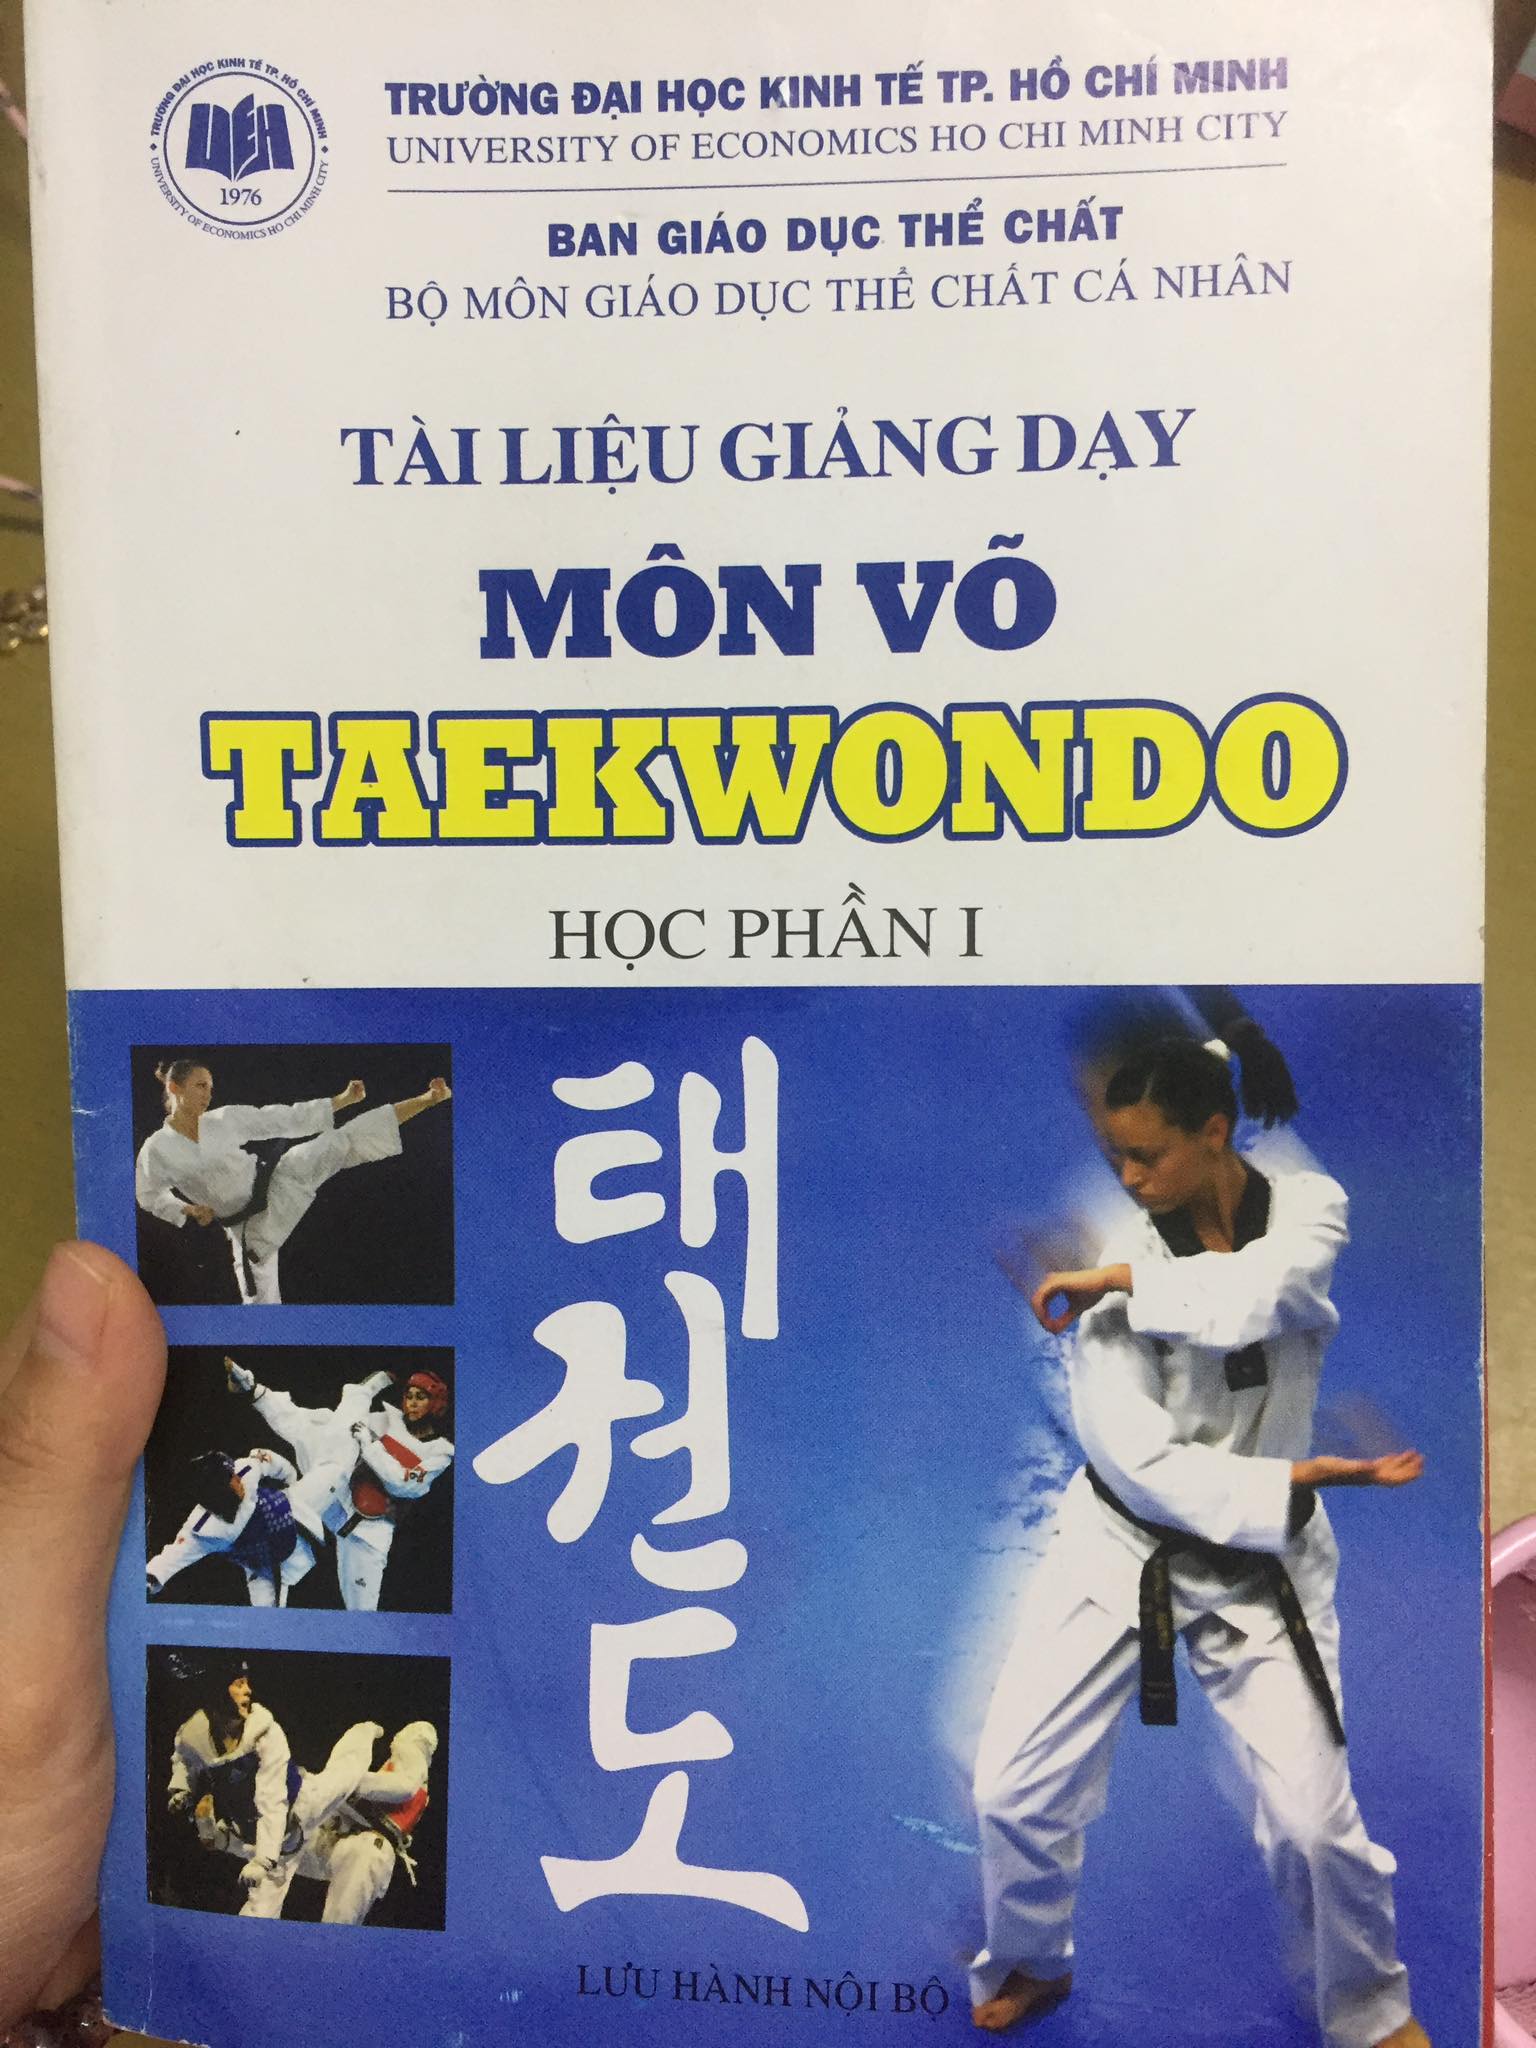 TRƯỜNG ĐẠI HỌC KINH TẾ TP. HỒ CHÍ MINH
UEH
1976
UNIVERSITY OF ECONOMICS HO CHI MINH CITY
TRƯỜNG ĐẠI HỌC KINH TẾ TP. HỒ CHÍ MINH
UNIVERSITY OF ECONOMICS HO CHI MINH CITY
BAN GIÁO DỤC THỂ CHẤT
BỘ MÔN GIÁO DỤC THỂ CHẤT CÁ NHÂN
TÀI LIỆU GIẢNG DẠY
MÔN VÕ
TAEKWONDO
HỌC PHẦN I
태
권
도
LƯU HÀNH NỘI BỘ